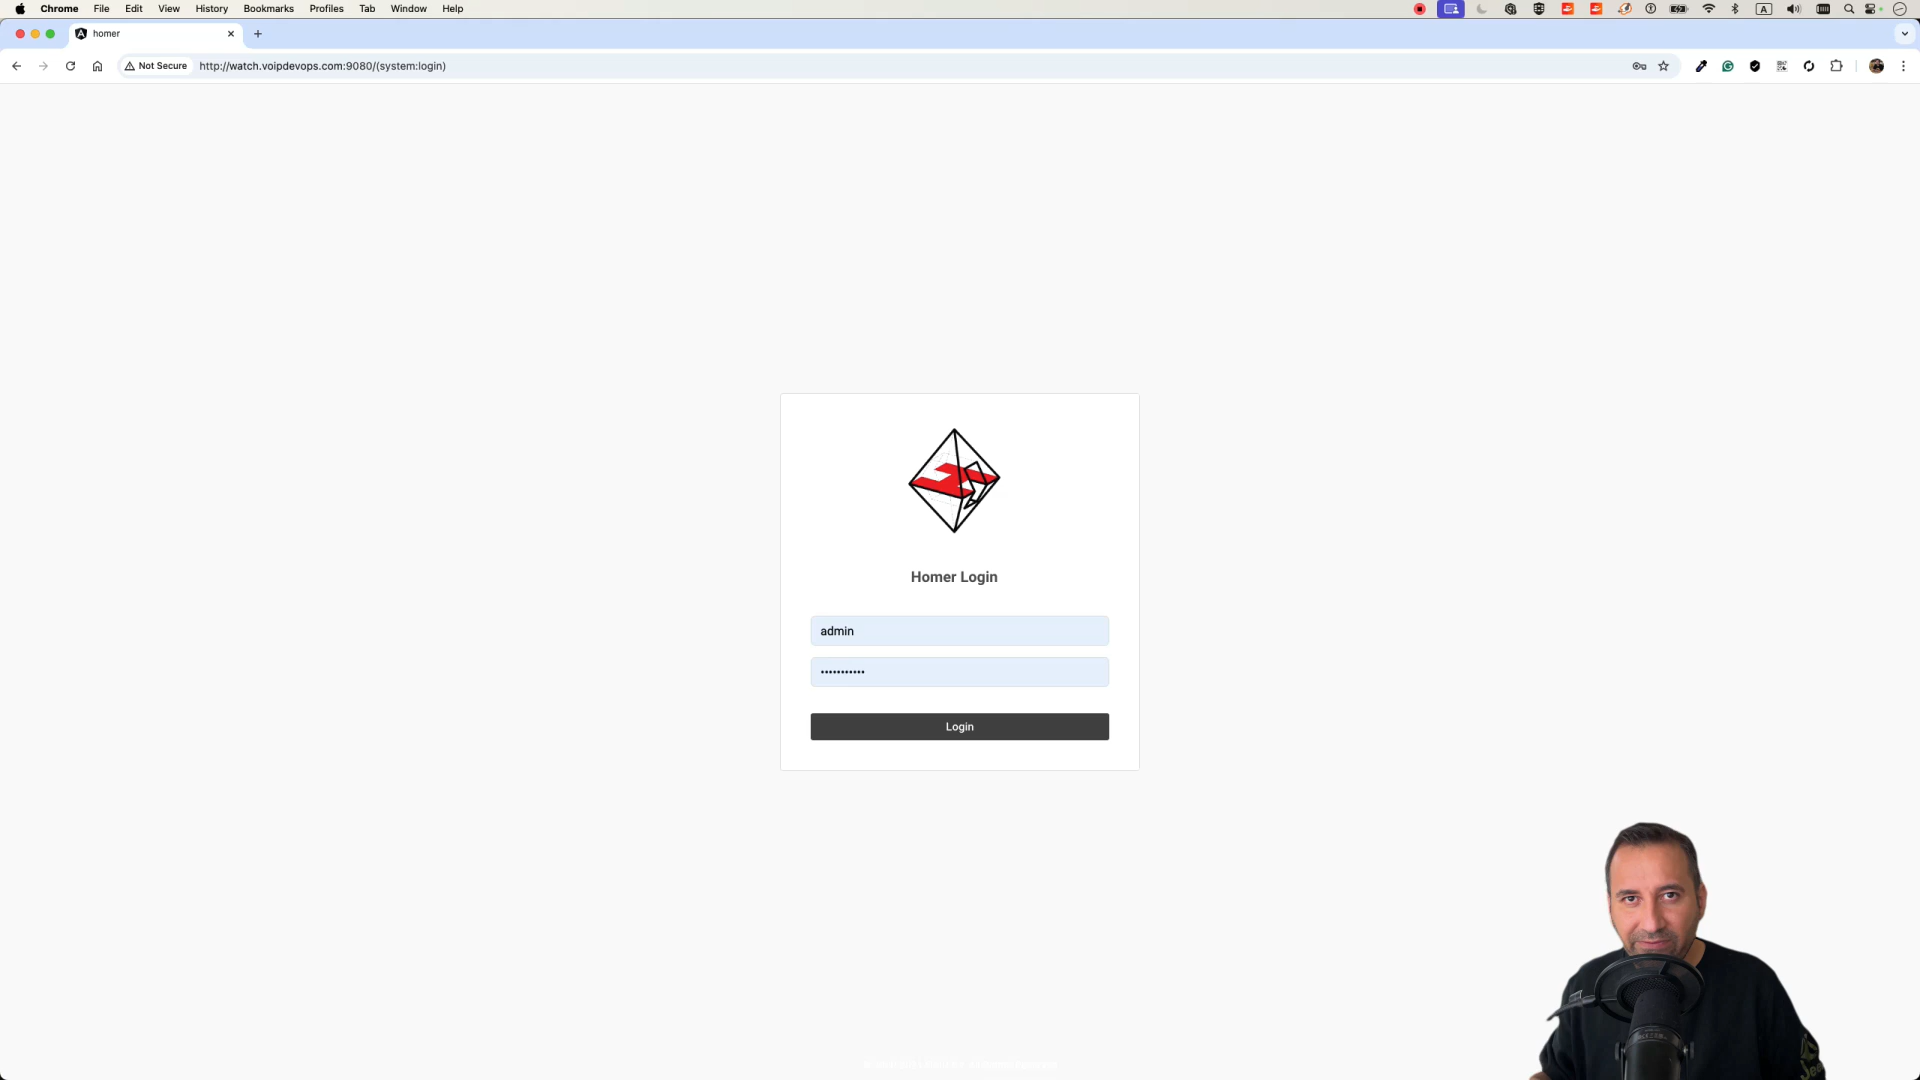 Chrome File Edit View History Bookmarks Profiles Tab Window Help
homer
Not Secure http://watch.voipdevops.com:9080/(system:login)
Homer Login
admin
•••••••••••
Login